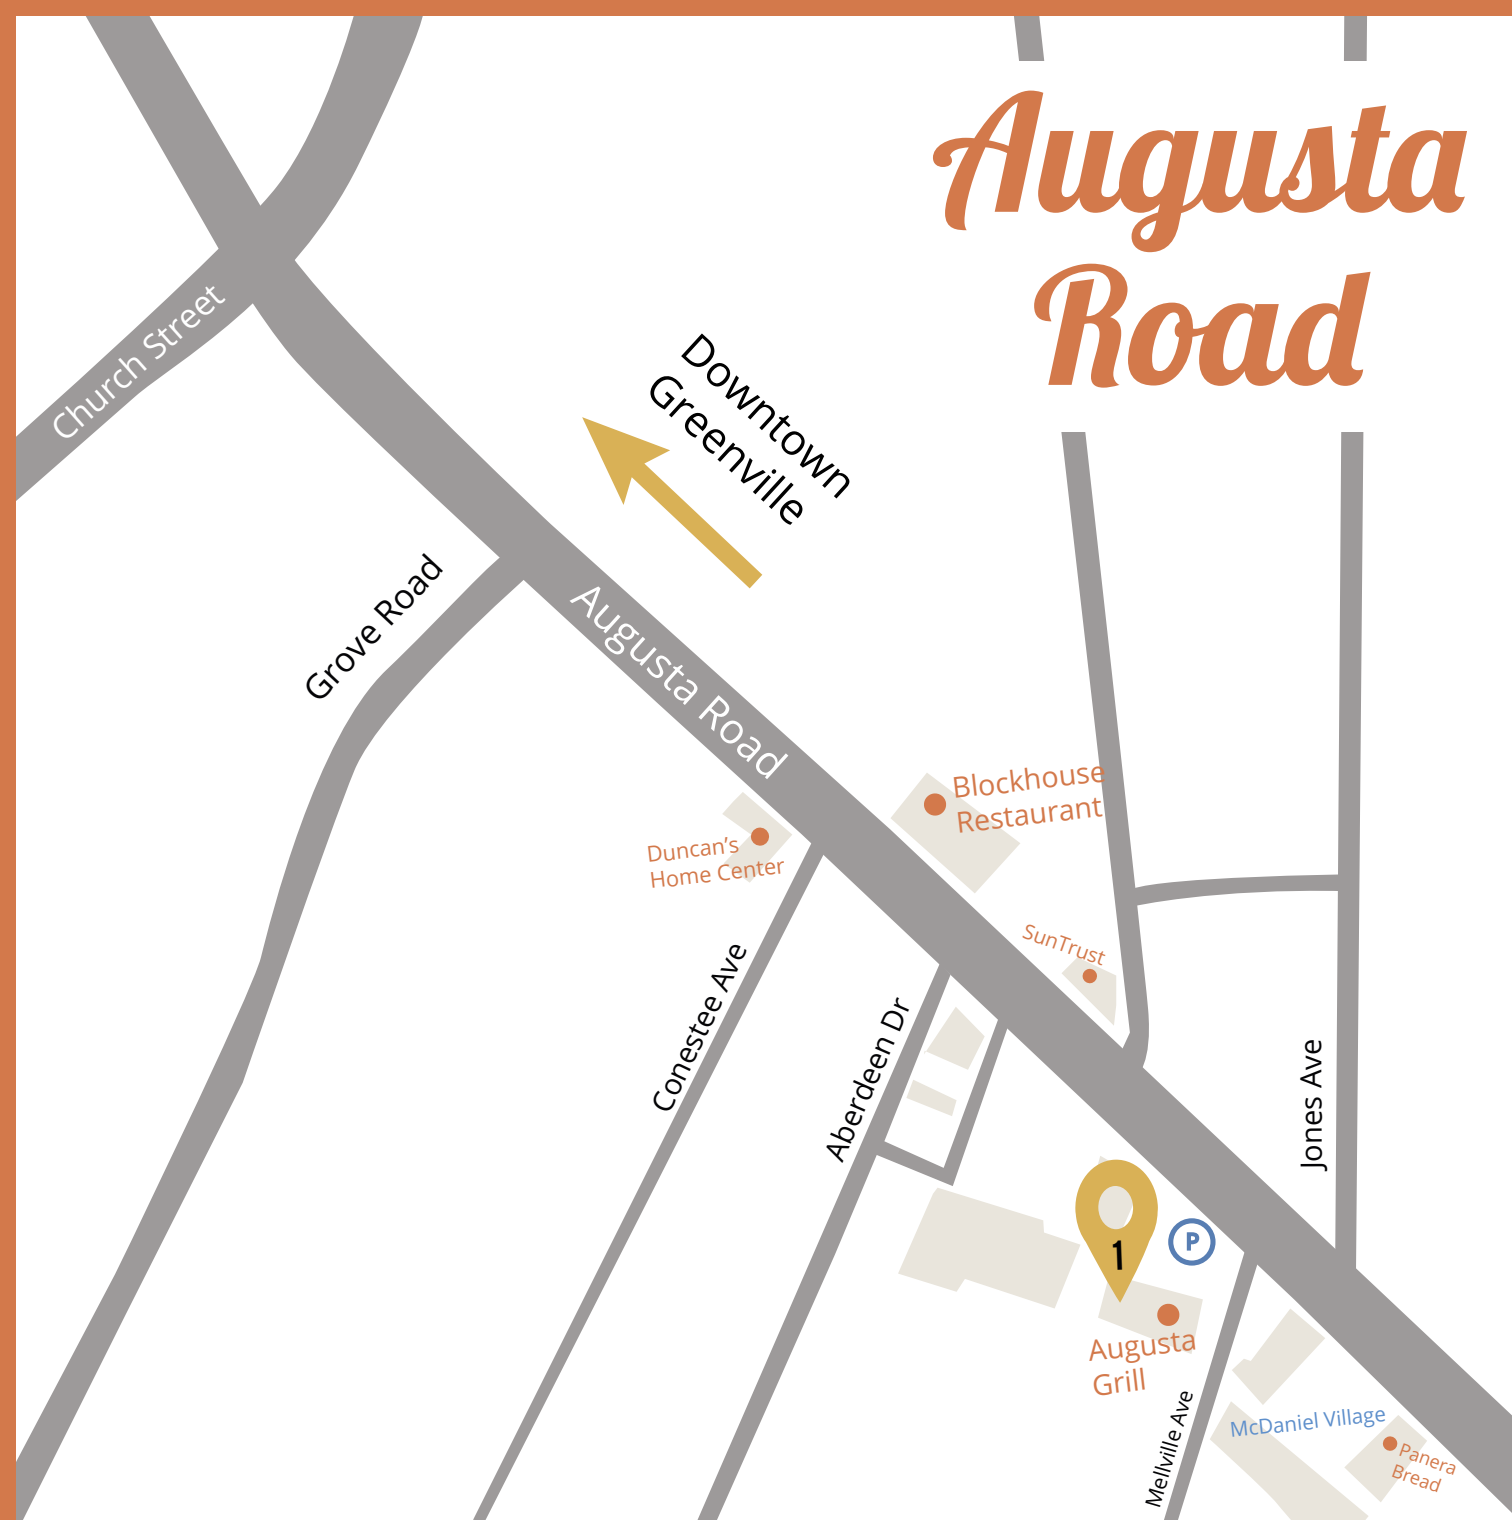 Augusta
Road
Church Street
Downtown
Greenville
Grove Road
Augusta Road
Blockhouse
Restaurant
Duncan's
Home Center
SunTrust
Conestee Ave
Aberdeen Dr
Jones Ave
1
P
Augusta
Grill
Mellville Ave
McDaniel Village
Panera
Bread